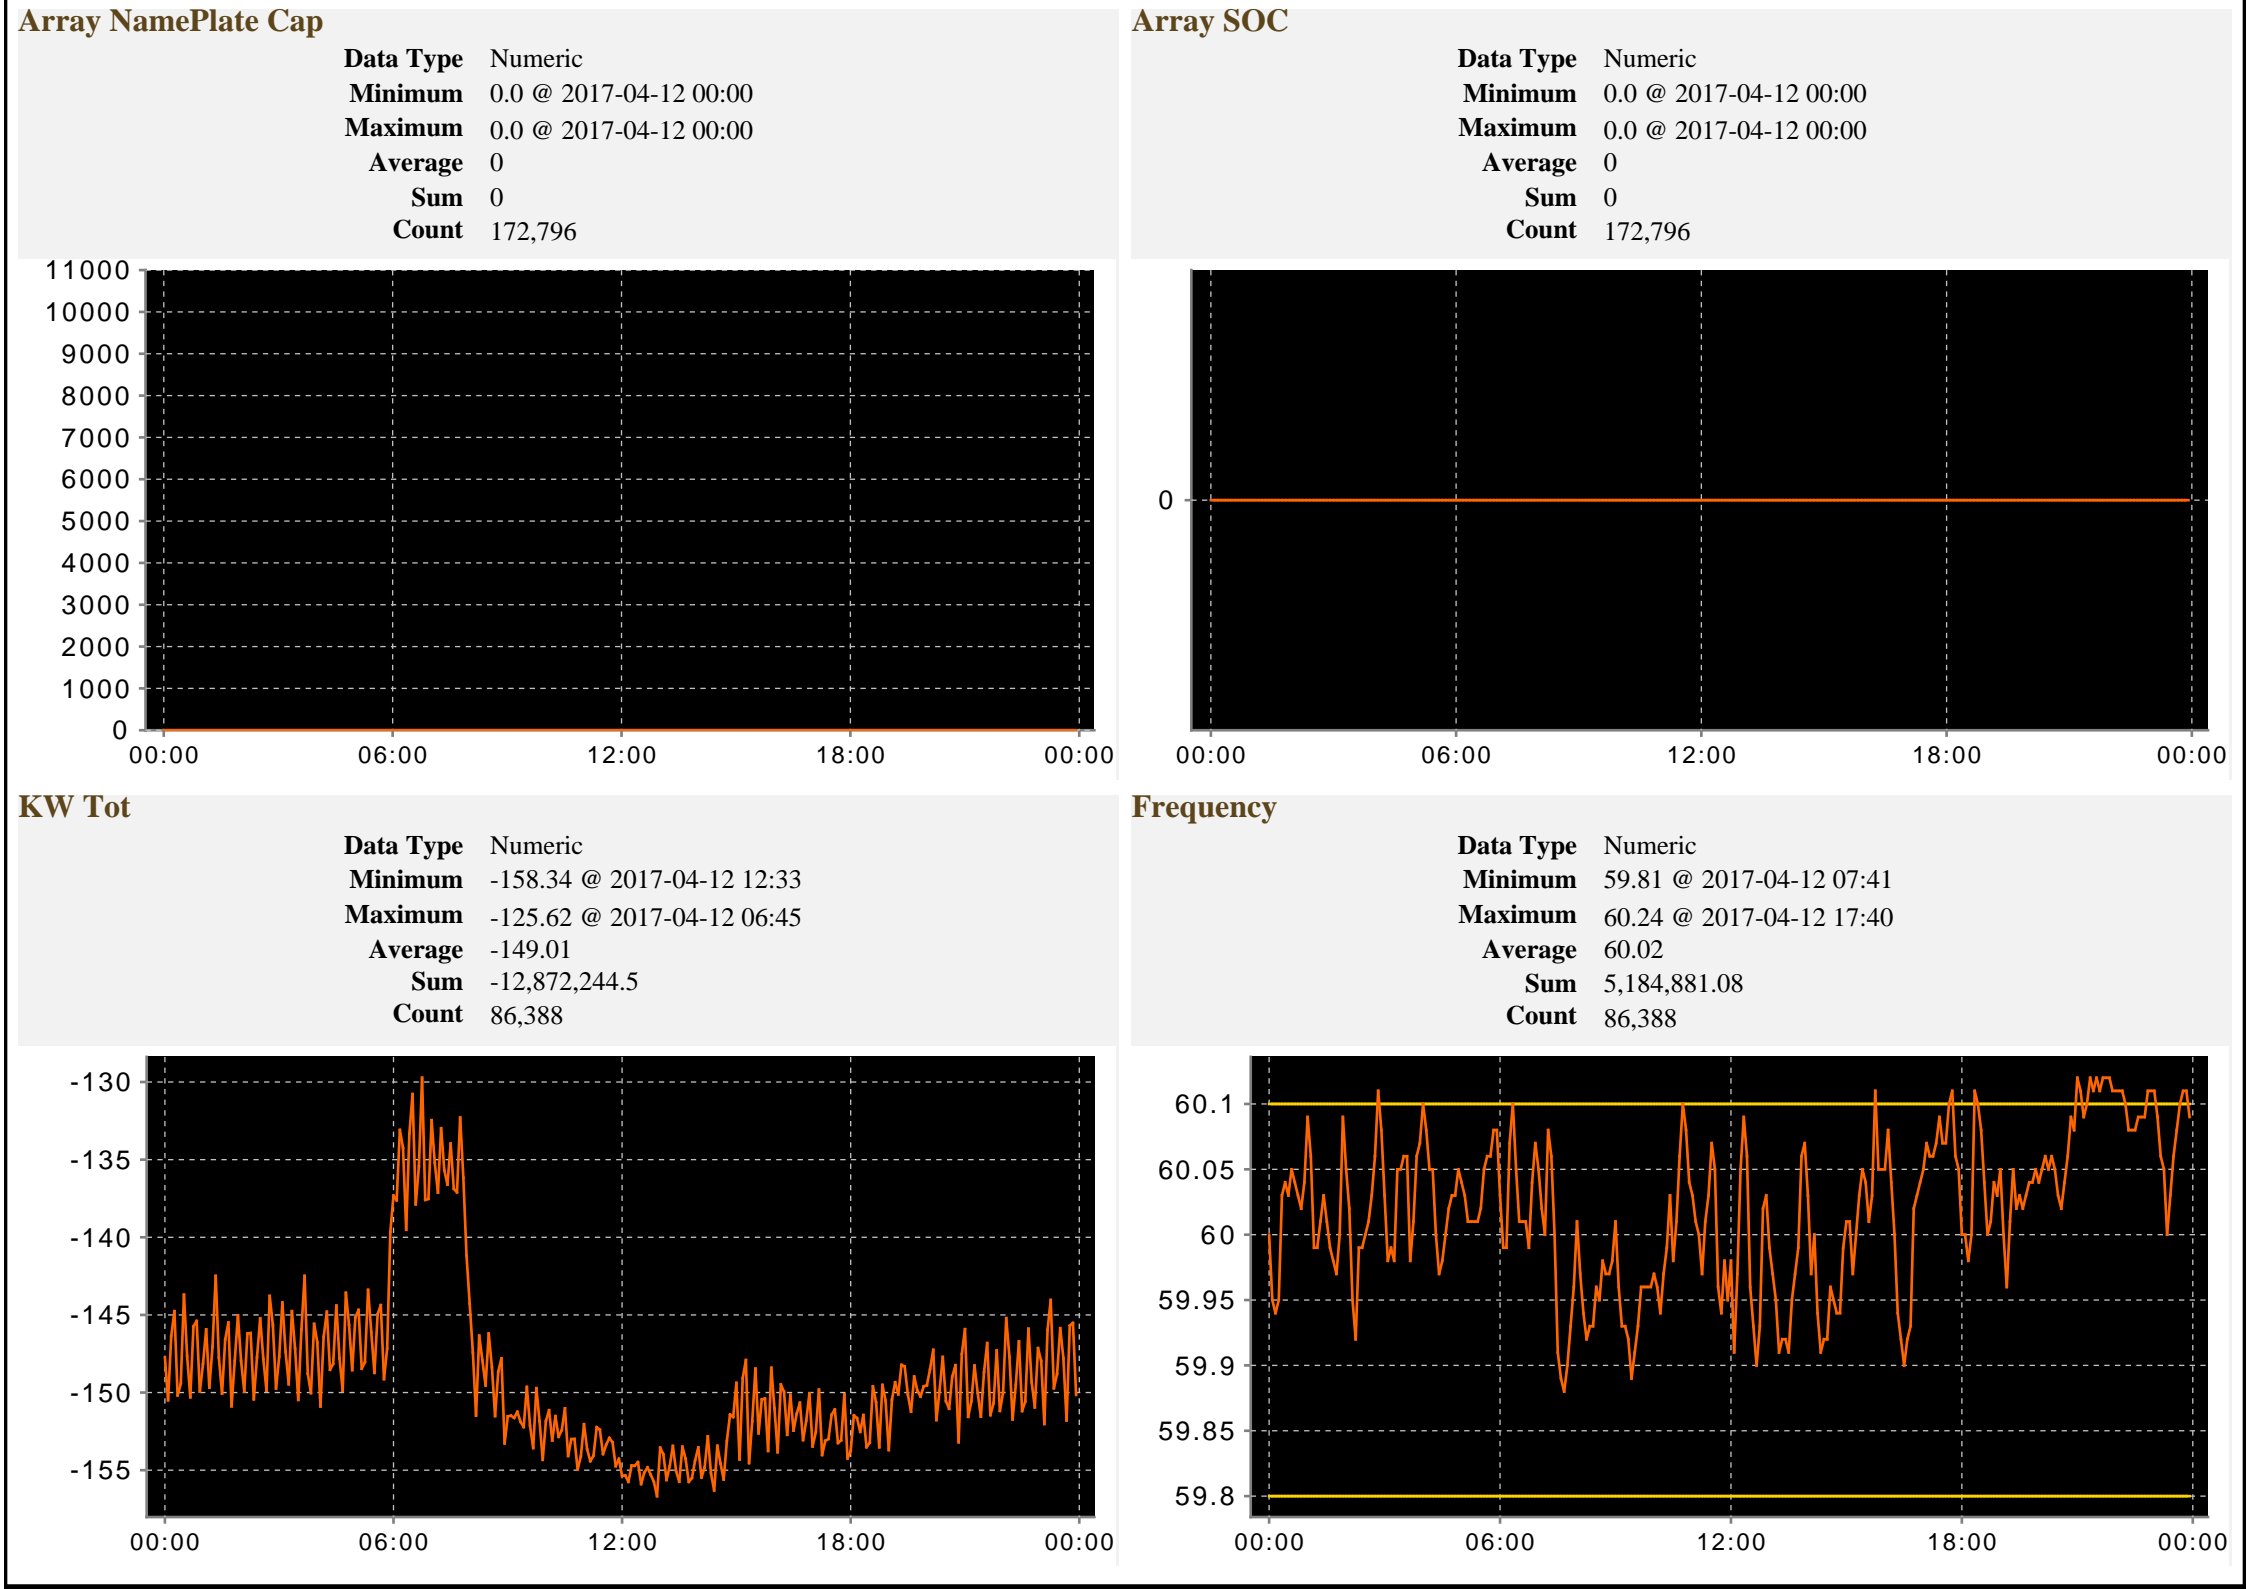 Array NamePlate Cap
Data Type Numeric
Minimum 0.0 @ 2017-04-12 00:00
Maximum 0.0 @ 2017-04-12 00:00
Average 0
Sum 0
Count 172,796
11000
10000
9000
8000
7000
6000
5000
4000
3000
2000
1000
0
00:00 06:00 12:00 18:00 00:00
Array SOC
Data Type Numeric
Minimum 0.0 @ 2017-04-12 00:00
Maximum 0.0 @ 2017-04-12 00:00
Average 0
Sum 0
Count 172,796
0
00:00 06:00 12:00 18:00 00:00
KW Tot
Data Type Numeric
Minimum -158.34 @ 2017-04-12 12:33
Maximum -125.62 @ 2017-04-12 06:45
Average -149.01
Sum -12,872,244.5
Count 86,388
-130
-135
-140
-145
-150
-155
00:00 06:00 12:00 18:00 00:00
Frequency
Data Type Numeric
Minimum 59.81 @ 2017-04-12 07:41
Maximum 60.24 @ 2017-04-12 17:40
Average 60.02
Sum 5,184,881.08
Count 86,388
60.1
60.05
60
59.95
59.9
59.85
59.8
00:00 06:00 12:00 18:00 00:00